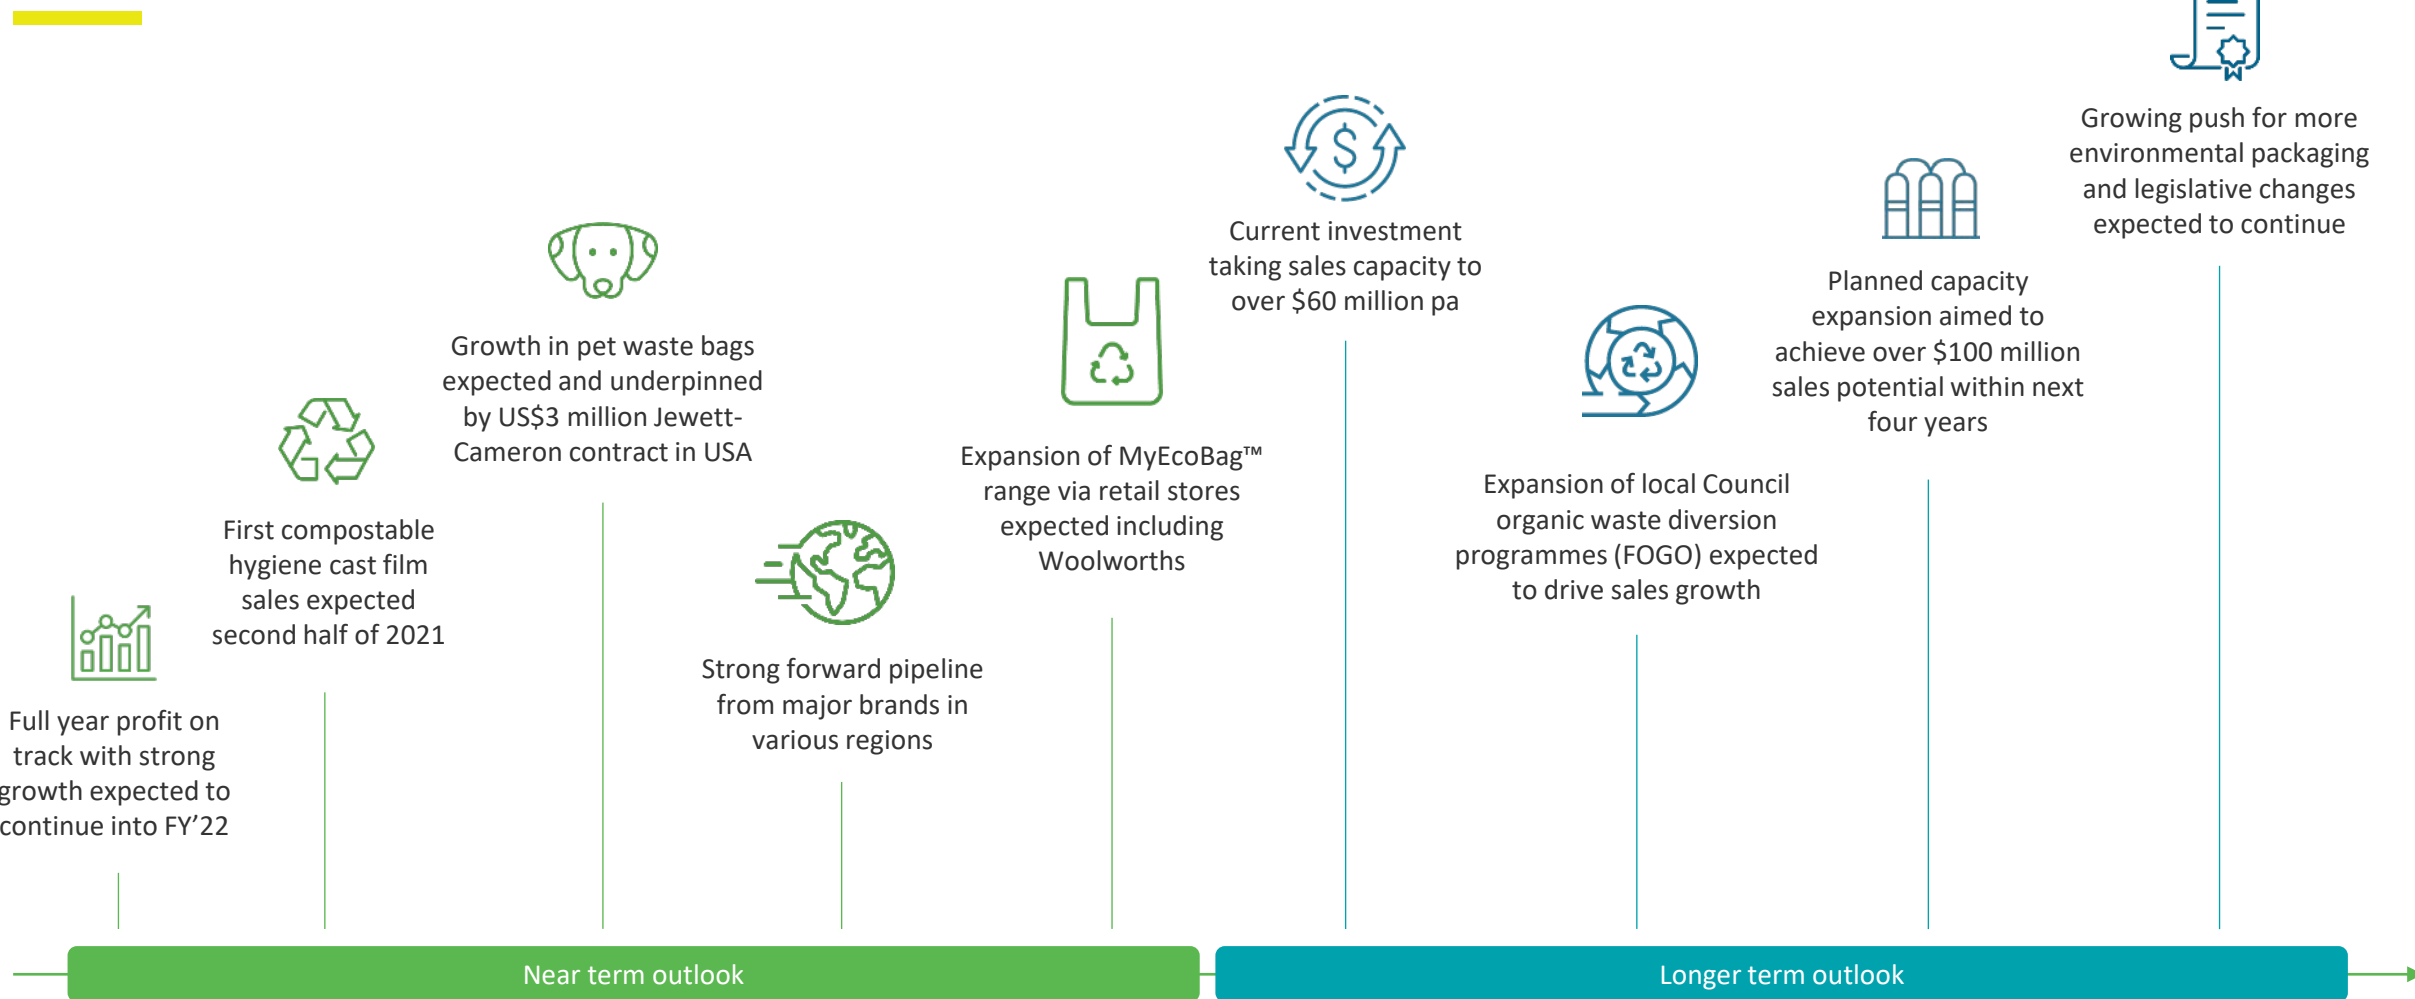 Full year profit on
track with strong
growth expected to
continue into FY’22
First compostable
hygiene cast film
sales expected
second half of 2021
Growth in pet waste bags
expected and underpinned
by US$3 million Jewett-
Cameron contract in USA
Strong forward pipeline
from major brands in
various regions
Expansion of MyEcoBag™
range via retail stores
expected including
Woolworths
Current investment
taking sales capacity to
over $60 million pa
Expansion of local Council
organic waste diversion
programmes (FOGO) expected
to drive sales growth
Planned capacity
expansion aimed to
achieve over $100 million
sales potential within next
four years
Growing push for more
environmental packaging
and legislative changes
expected to continue
Near term outlook
Longer term outlook